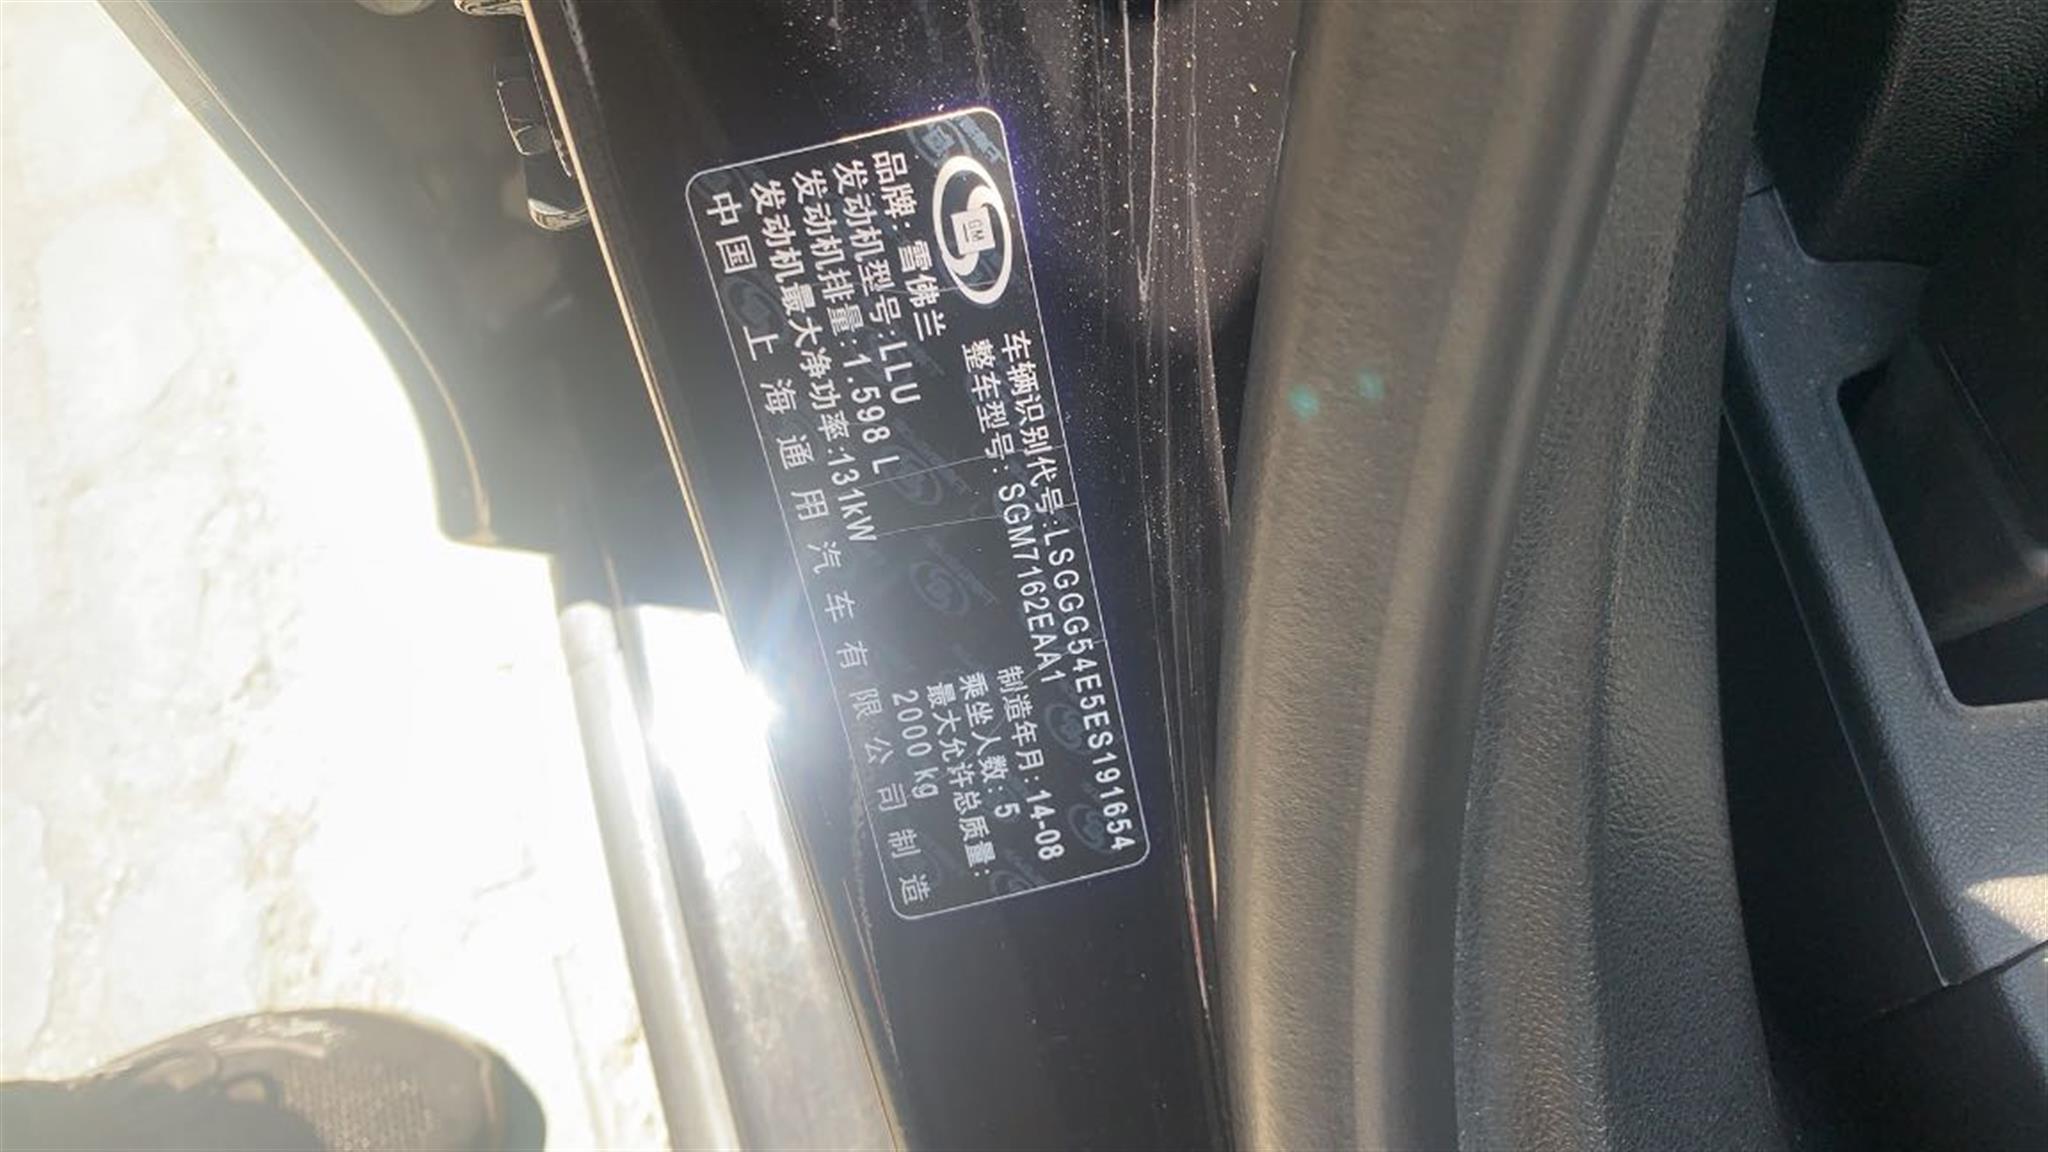 GM
车辆识别代号:LSGGG54E5ES191654
整车型号:SGM7162EAA1
品牌:雪佛兰
制造年月:14-08
发动机型号:LLU
乘坐人数:5
发动机排量:1.598 L
最大允许总质量:
发动机最大净功率:131kW
2000kg
中国 上海通用汽车有限公司制造